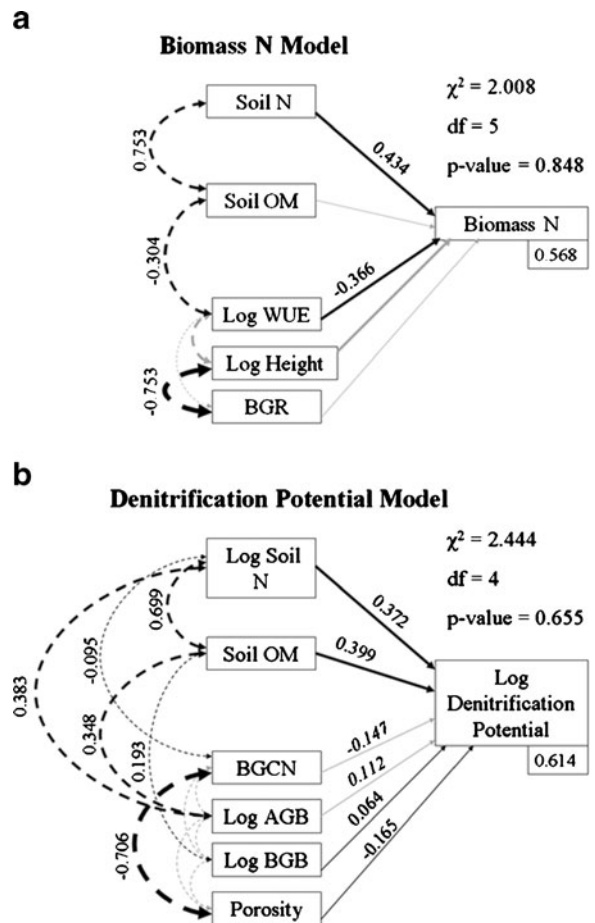 a
Biomass N Model
Soil N
χ² = 2.008
df = 5
p-value = 0.848
0.753
0.434
Soil OM
Biomass N
0.568
-0.304
-0.366
Log WUE
Log Height
BGR
-0.753
b
Denitrification Potential Model
Log Soil
N
χ² = 2.444
df = 4
p-value = 0.655
0.699
0.372
-0.095
Soil OM
0.399
Log
Denitrification
Potential
0.614
0.383
0.348
0.193
BGCN
-0.147
Log AGB
0.112
Log BGB
0.064
-0.706
Porosity
-0.165